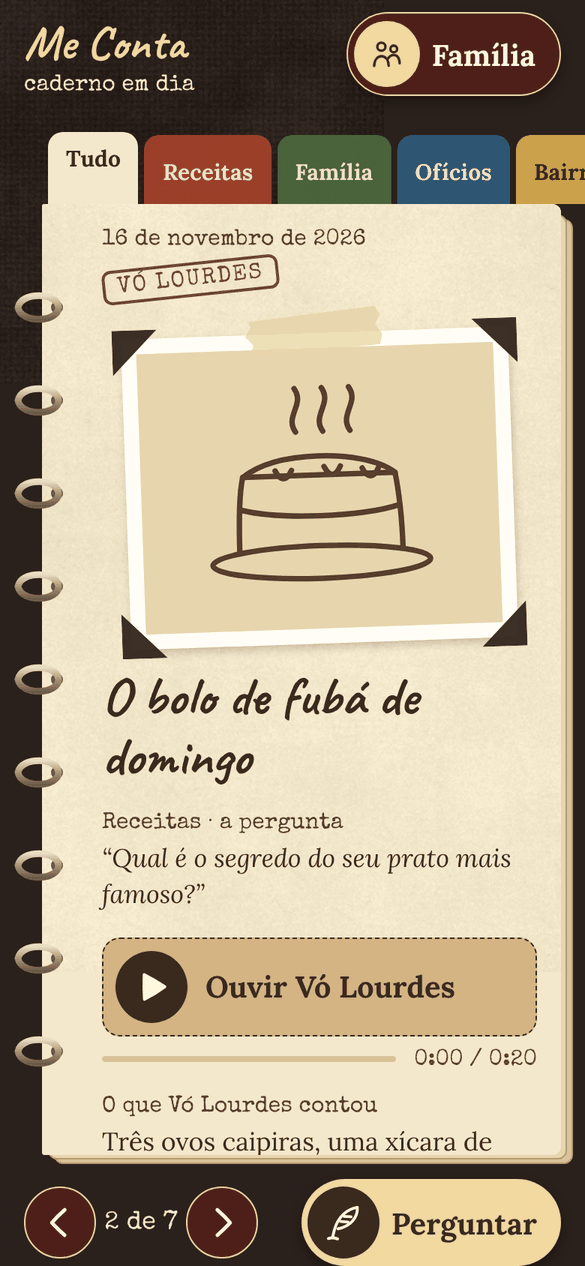 Me Conta
caderno em dia
Família
Tudo
Receitas
Família
Ofícios
Bairr
16 de novembro de 2026
VÓ LOURDES
O bolo de fubá de
domingo
Receitas · a pergunta
“Qual é o segredo do seu prato mais
famoso?”
Ouvir Vó Lourdes
0:00 / 0:20
O que Vó Lourdes contou
Três ovos caipiras, uma xícara de
2 de 7
Perguntar